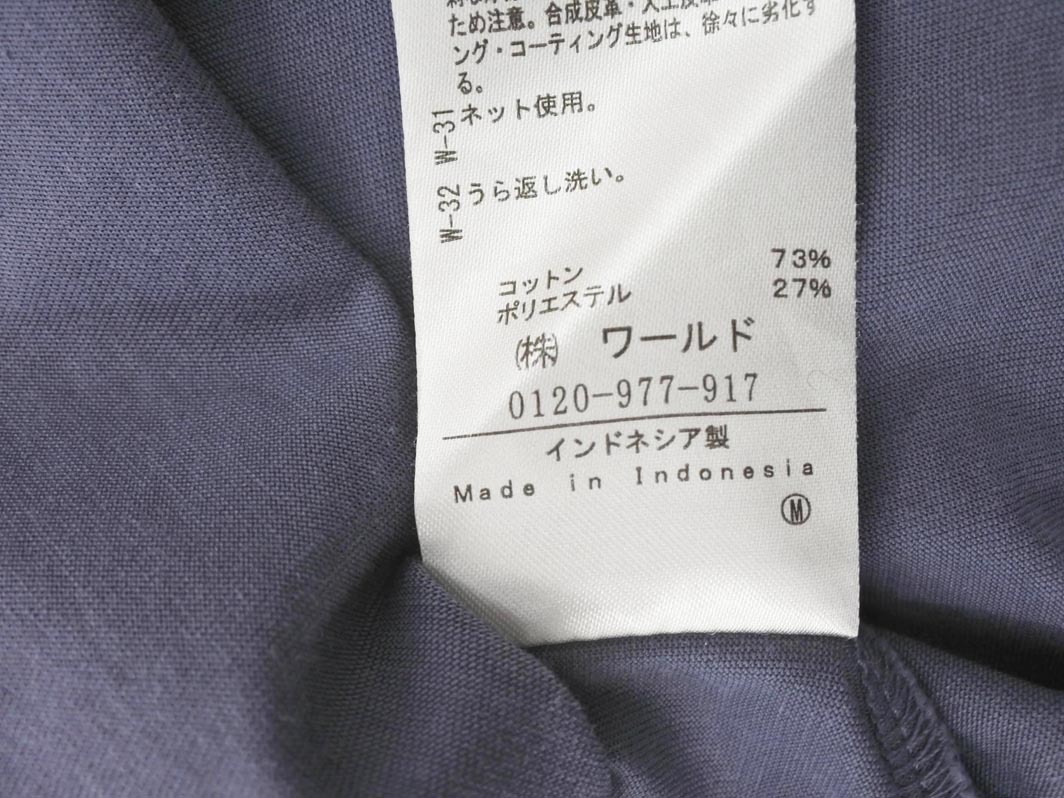 ため注意。合成皮革・人工皮革
ング・コーティング生地は、徐々に劣化す
る。
W-31 ネット使用。
W-32 うら返し洗い。
コットン 73%
ポリエステル 27%
㈱ ワールド
0120-977-917
インドネシア製
Made in Indonesia
Ⓜ